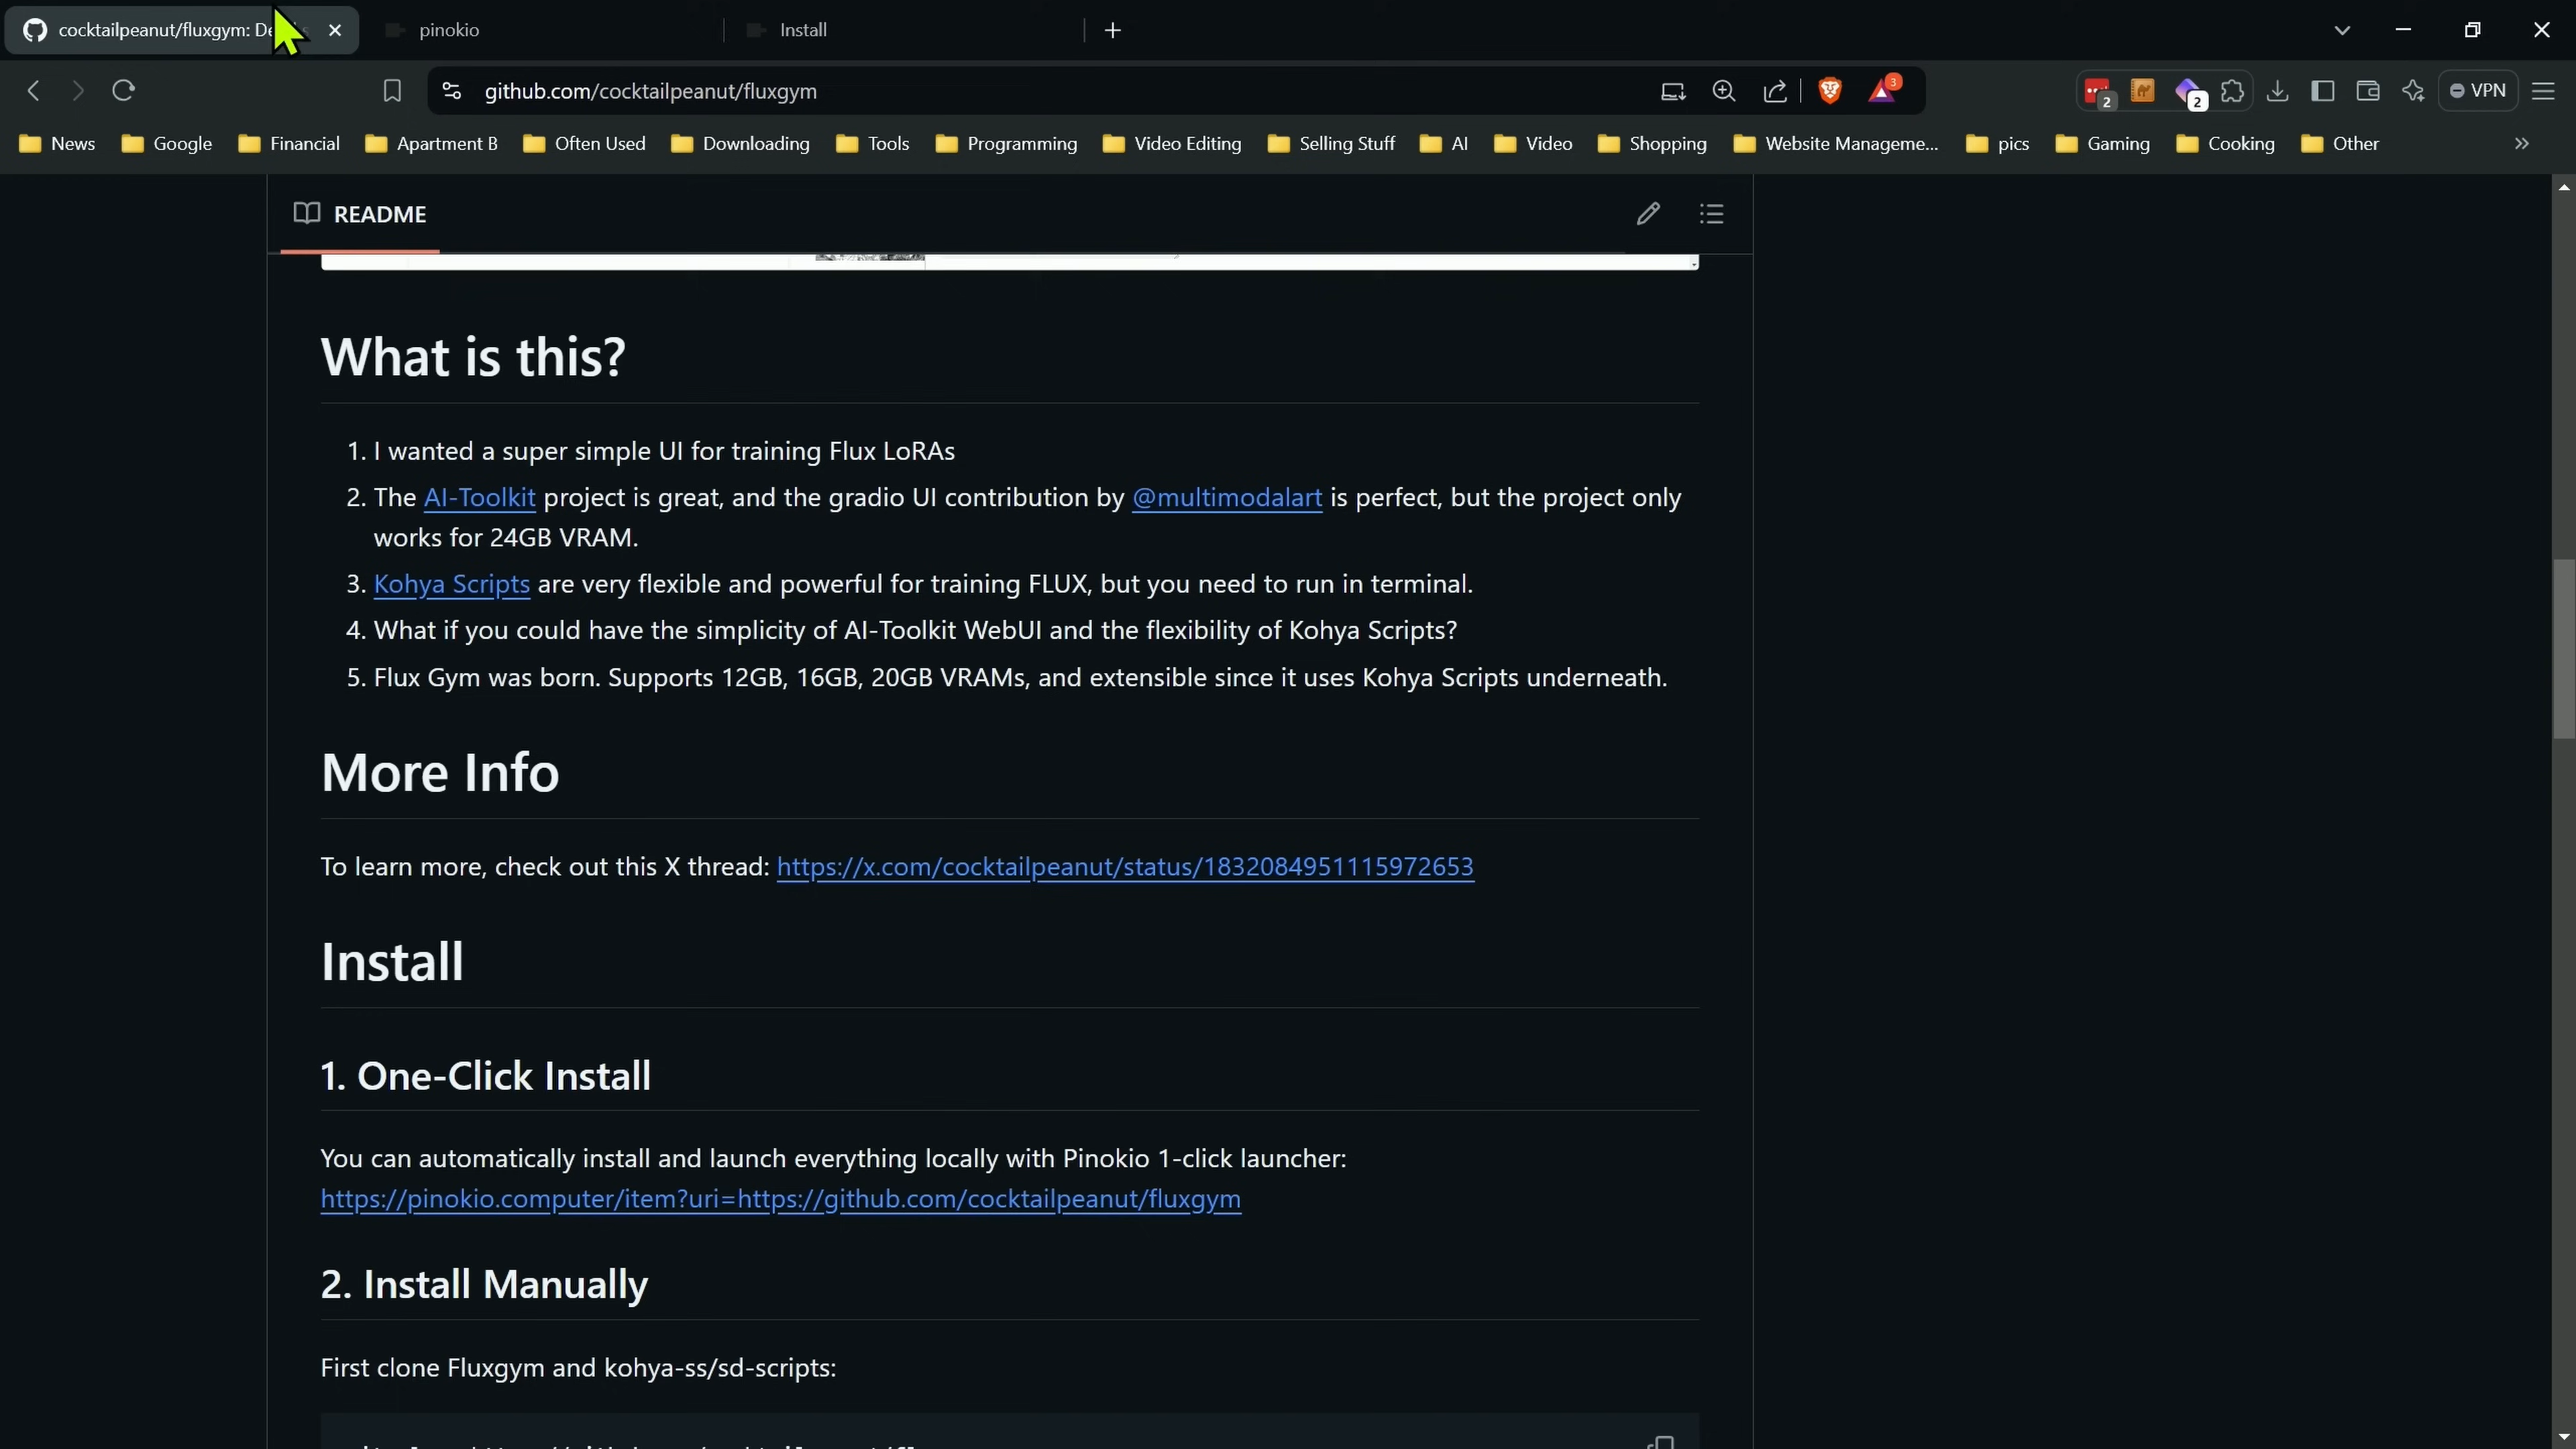 cocktailpeanut/fluxgym: De
pinokio
Install
github.com/cocktailpeanut/fluxgym
3
2
2
VPN
News
Google
Financial
Apartment B
Often Used
Downloading
Tools
Programming
Video Editing
Selling Stuff
AI
Video
Shopping
Website Manageme...
pics
Gaming
Cooking
Other
README
What is this?
1. I wanted a super simple UI for training Flux LoRAs
2. The AI-Toolkit project is great, and the gradio UI contribution by @multimodalart is perfect, but the project only
works for 24GB VRAM.
3. Kohya Scripts are very flexible and powerful for training FLUX, but you need to run in terminal.
4. What if you could have the simplicity of AI-Toolkit WebUI and the flexibility of Kohya Scripts?
5. Flux Gym was born. Supports 12GB, 16GB, 20GB VRAMs, and extensible since it uses Kohya Scripts underneath.
More Info
To learn more, check out this X thread: https://x.com/cocktailpeanut/status/1832084951115972653
Install
1. One-Click Install
You can automatically install and launch everything locally with Pinokio 1-click launcher:
https://pinokio.computer/item?uri=https://github.com/cocktailpeanut/fluxgym
2. Install Manually
First clone Fluxgym and kohya-ss/sd-scripts: